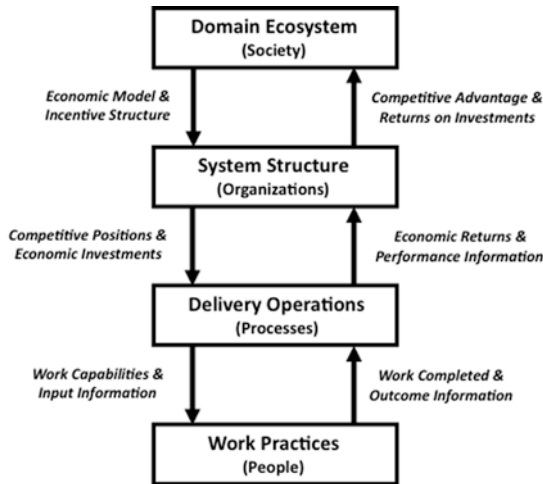 Domain Ecosystem
(Society)
Economic Model &
Incentive Structure
Competitive Advantage &
Returns on Investments
System Structure
(Organizations)
Competitive Positions &
Economic Investments
Economic Returns &
Performance Information
Delivery Operations
(Processes)
Work Capabilities &
Input Information
Work Completed &
Outcome Information
Work Practices
(People)